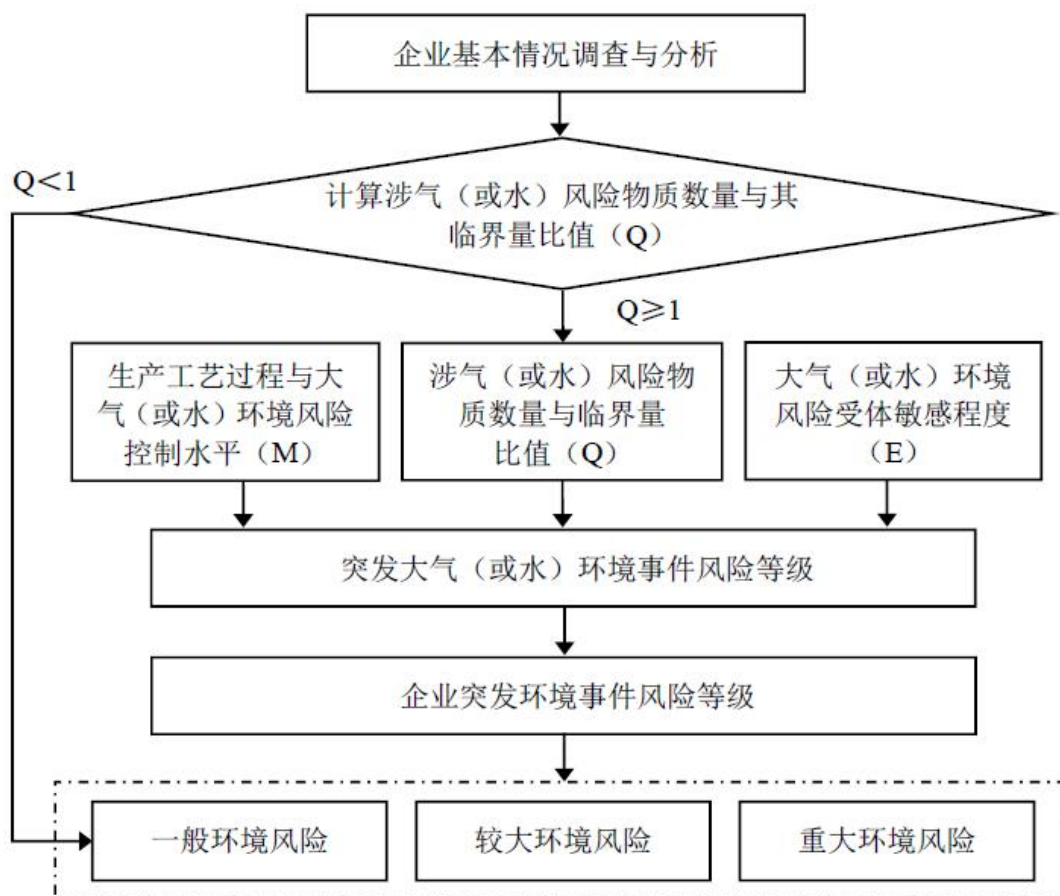 企业基本情况调查与分析
Q<1
计算涉气（或水）风险物质数量与其
临界量比值（Q）
Q≥1
生产工艺过程与大
气（或水）环境风险
控制水平（M）
涉气（或水）风险物
质数量与临界量
比值（Q）
大气（或水）环境
风险受体敏感程度
（E）
突发大气（或水）环境事件风险等级
企业突发环境事件风险等级
一般环境风险
较大环境风险
重大环境风险